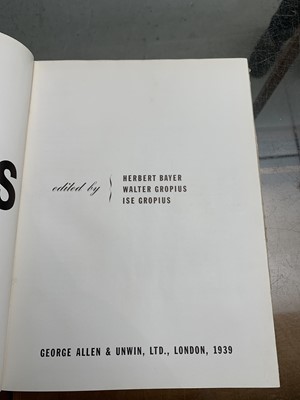 S
edited by
HERBERT BAYER
WALTER GROPIUS
ISE GROPIUS
GEORGE ALLEN & UNWIN, LTD., LONDON, 1939